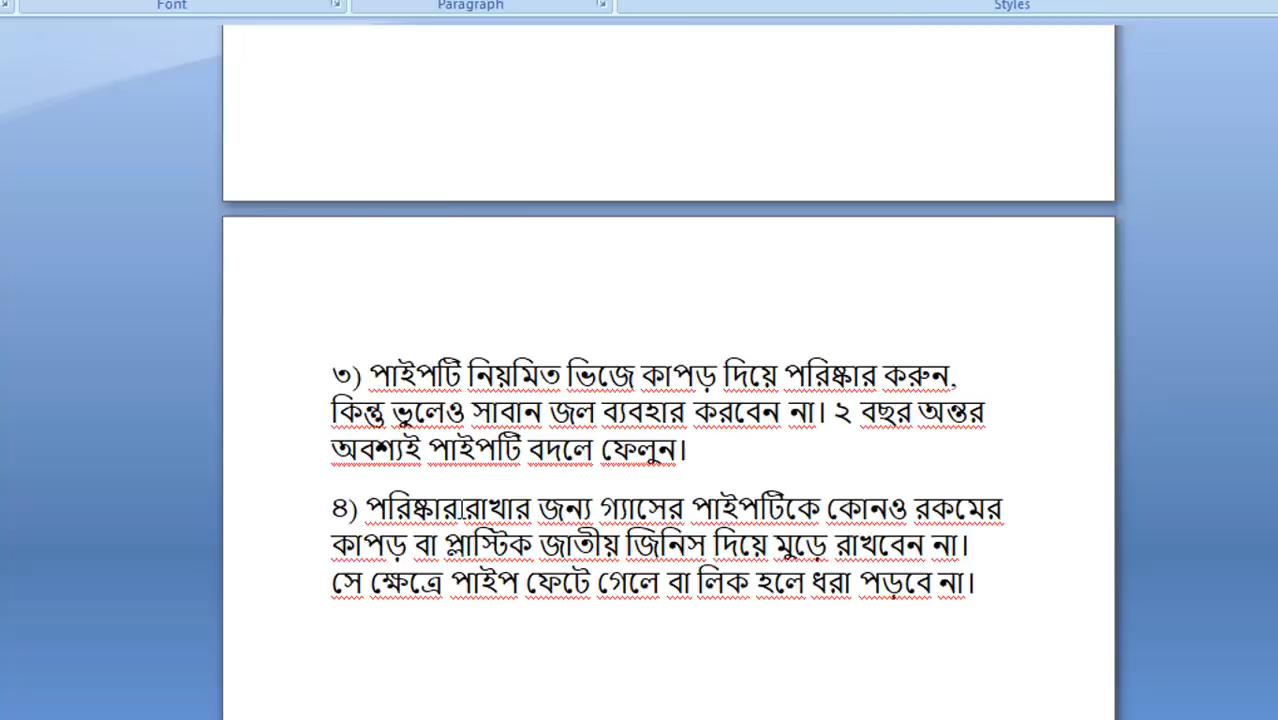 Font
Paragraph
Styles
৩) পাইপটি নিয়মিত ভিজে কাপড় দিয়ে পরিষ্কার করুন,
কিন্তু ভুলেও সাবান জল ব্যবহার করবেন না। ২ বছর অন্তর
অবশ্যই পাইপটি বদলে ফেলুন।
৪) পরিষ্কার রাখার জন্য গ্যাসের পাইপটিকে কোনও রকমের
কাপড় বা প্লাস্টিক জাতীয় জিনিস দিয়ে মুড়ে রাখবেন না।
সে ক্ষেত্রে পাইপ ফেটে গেলে বা লিক হলে ধরা পড়বে না।